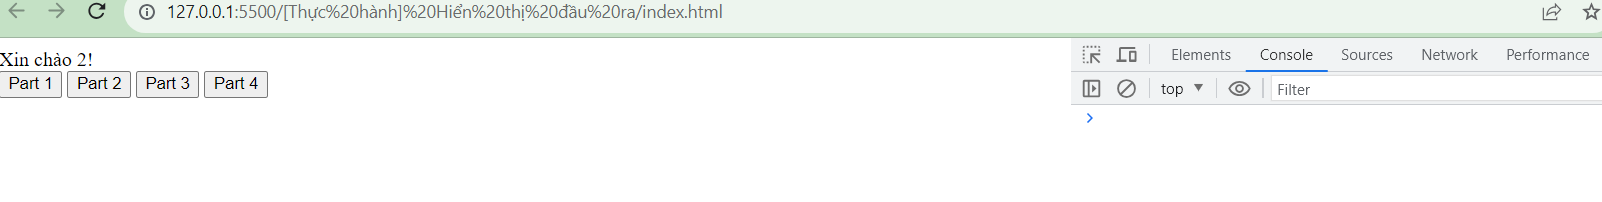 127.0.0.1:5500/[Thực%20hành]%20Hiển%20thị%20đầu%20ra/index.html
Xin chào 2!
Part 1 Part 2 Part 3 Part 4
Elements Console Sources Network Performance
top Filter